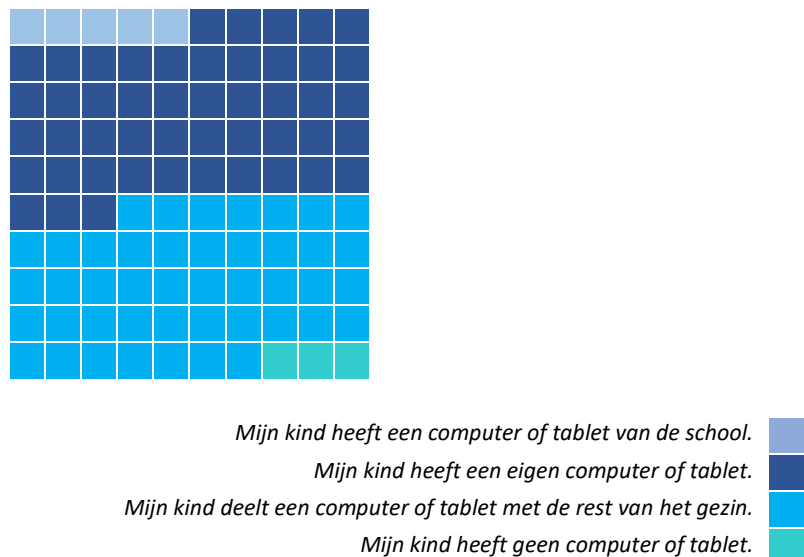 Mijn kind heeft een computer of tablet van de school.
Mijn kind heeft een eigen computer of tablet.
Mijn kind deelt een computer of tablet met de rest van het gezin.
Mijn kind heeft geen computer of tablet.